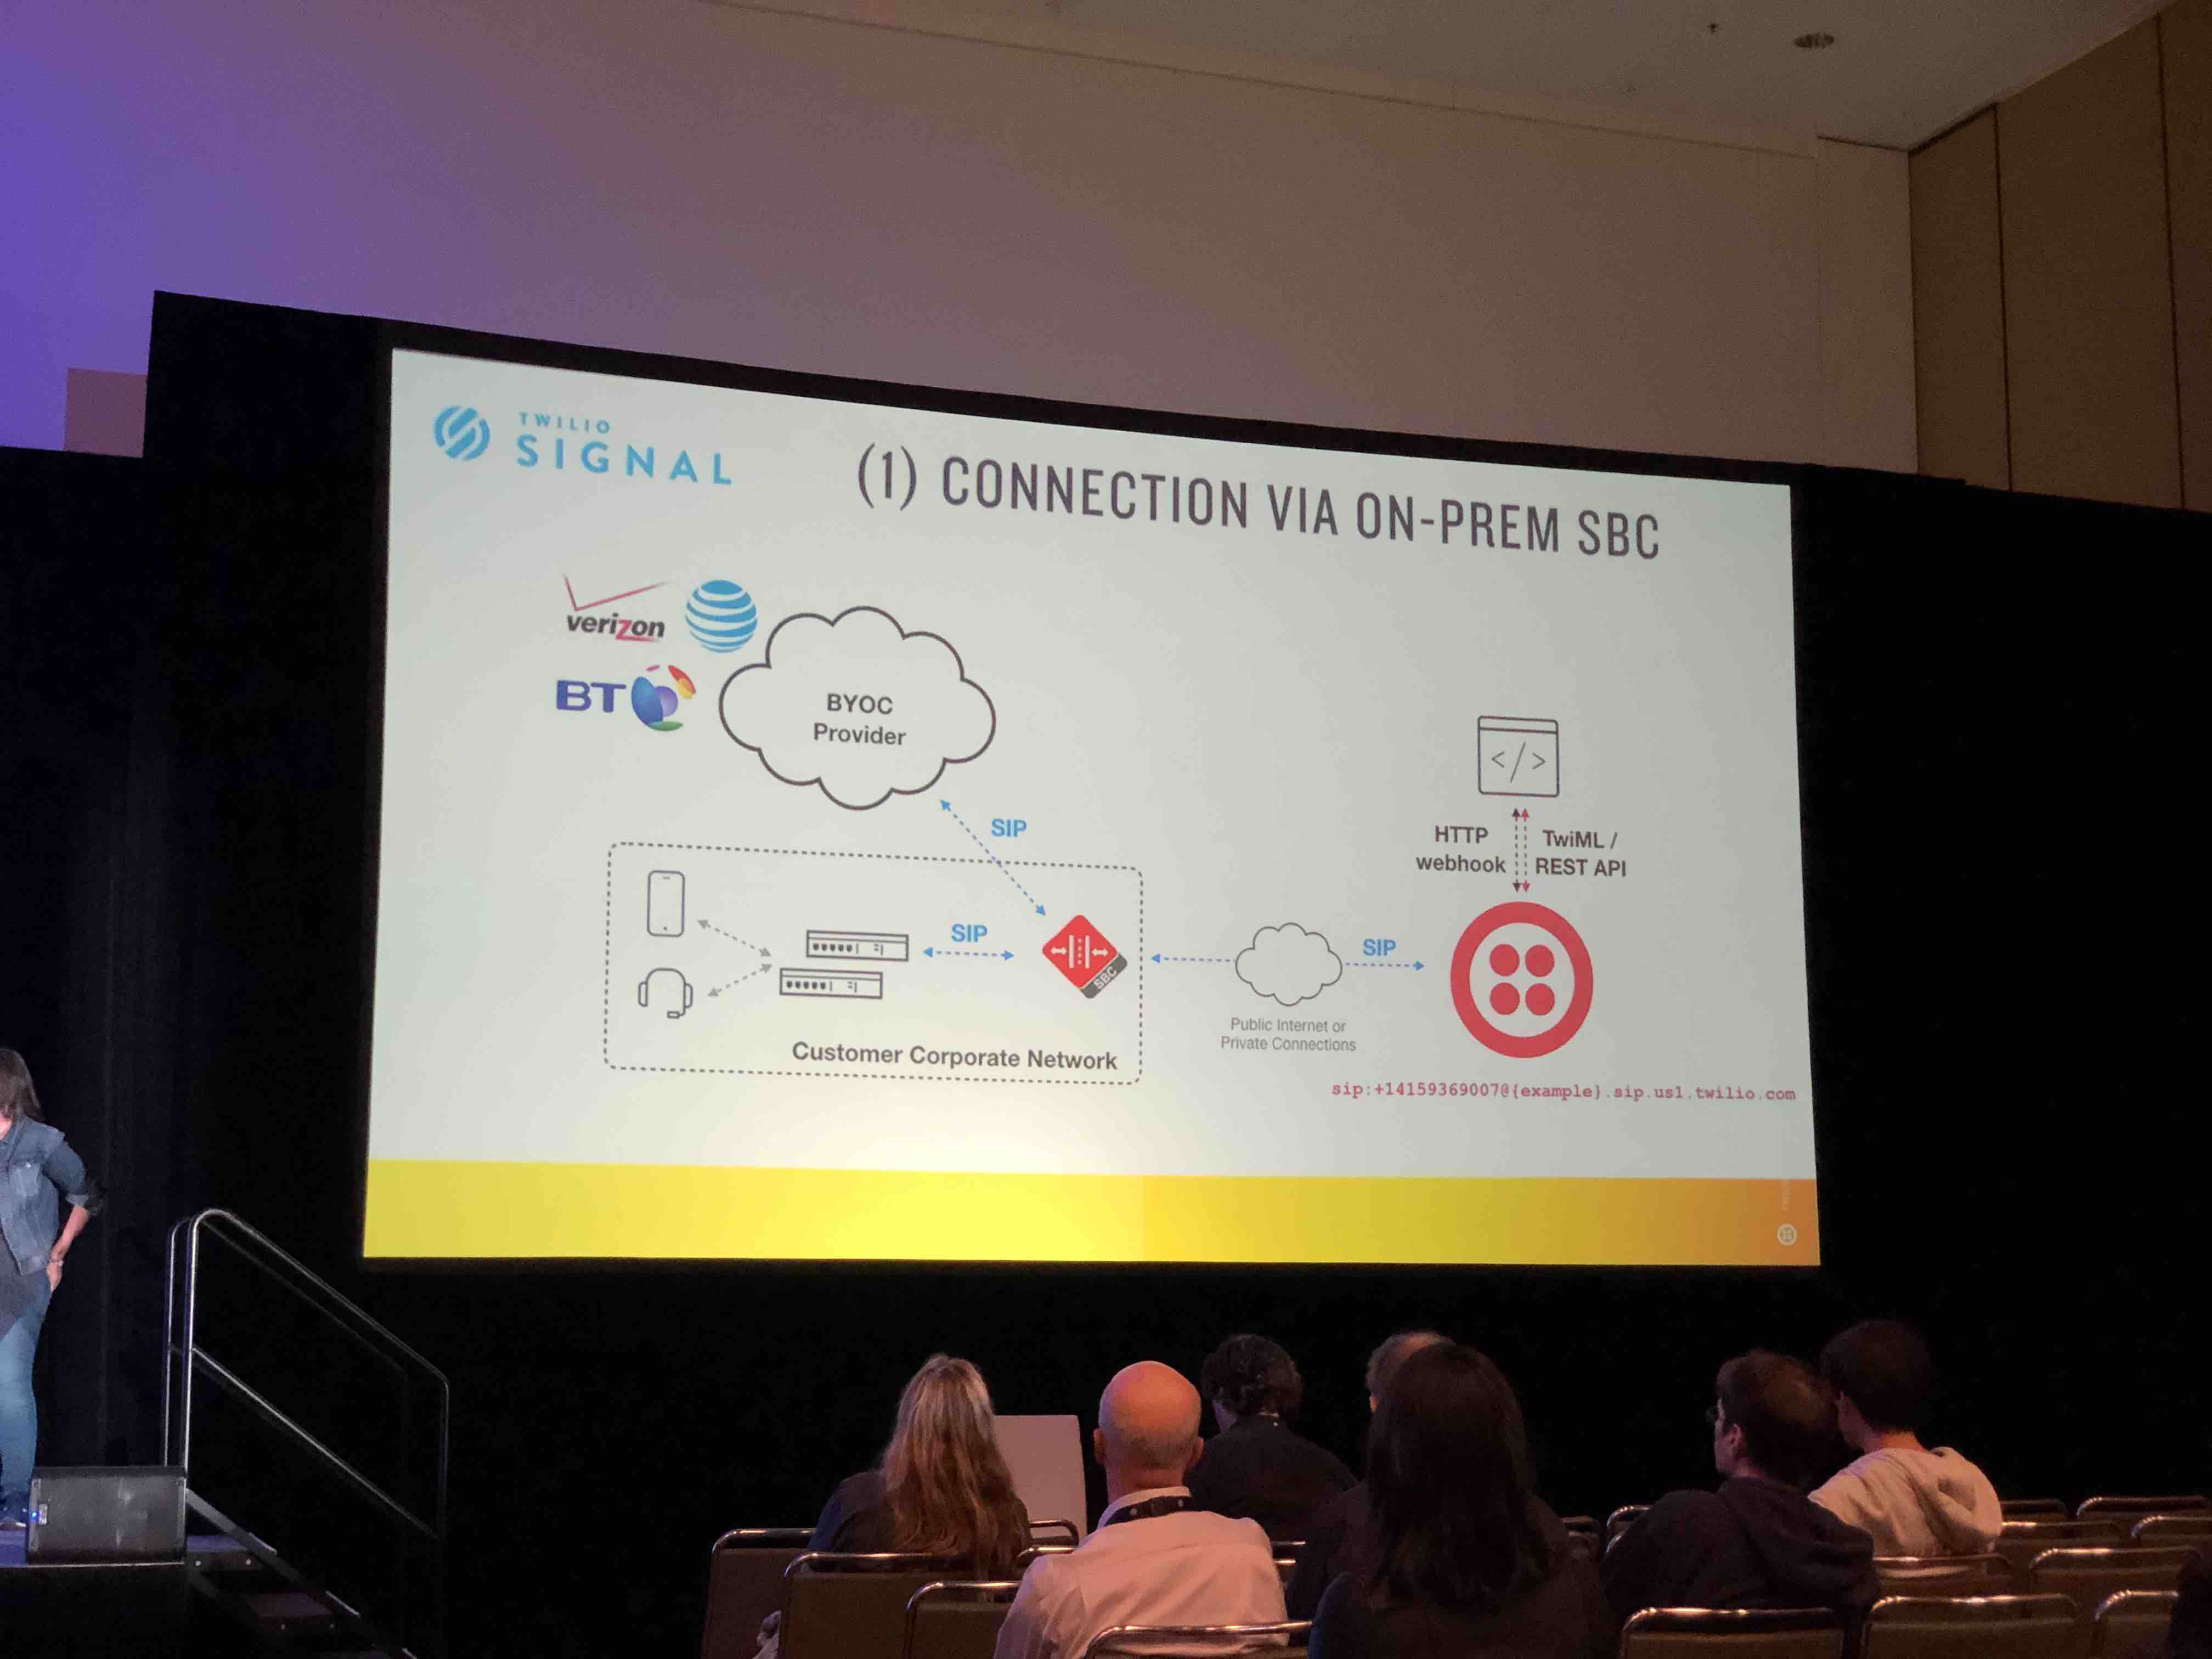 TWILIO
SIGNAL
(1) CONNECTION VIA ON-PREM SBC
verizon
BT
BYOC
Provider
SIP
HTTP
webhook
TwiML /
REST API
SIP
SBC
SIP
Public Internet or
Private Connections
Customer Corporate Network
sip:+14159369007@{example}.sip.us1.twilio.com